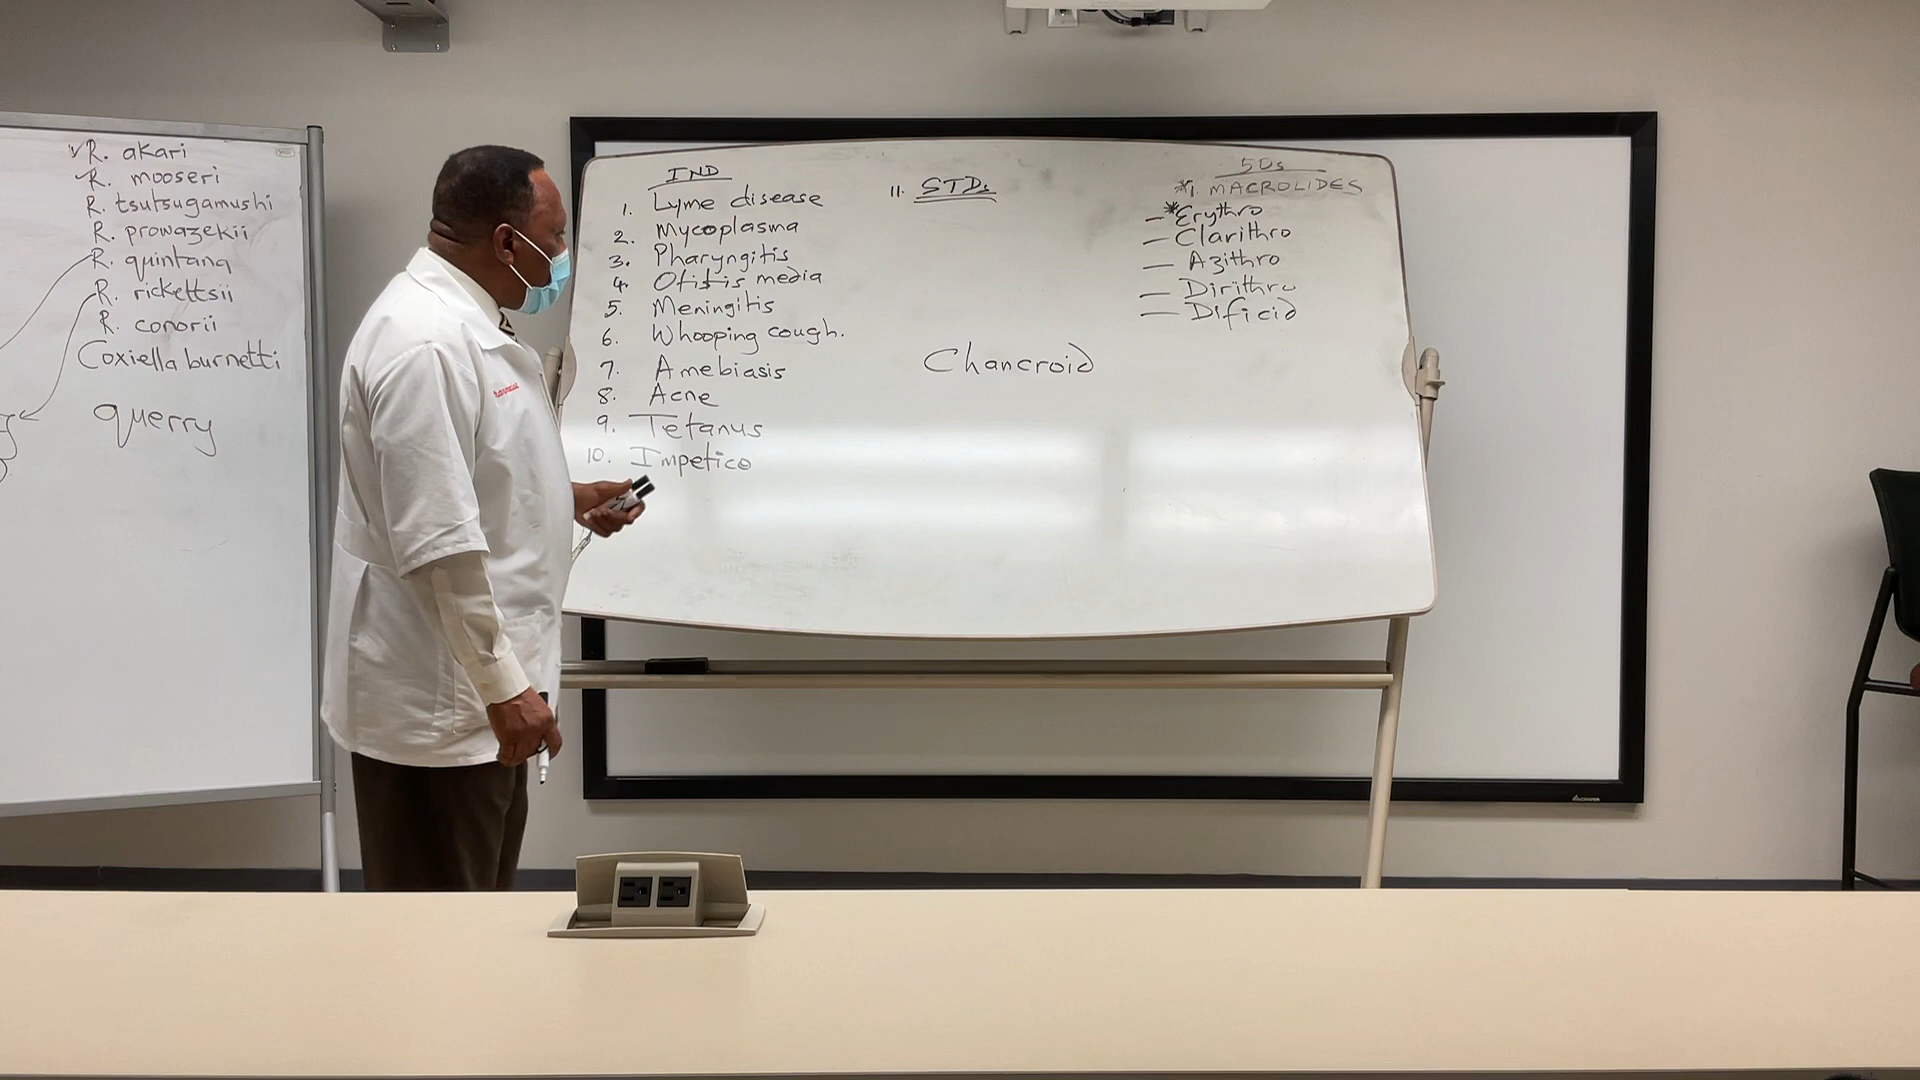 R. akari
R. mooseri
R. tsutsugamushi
R. prowazekii
R. quintana
R. rickettsii
R. conorii
Coxiella burnetti
querry
IND
1. Lyme disease
2. Mycoplasma
3. Pharyngitis
4. Otitis media
5. Meningitis
6. Whooping cough.
7. Amebiasis
8. Acne
9. Tetanus
10. Impetico
11. STDs
Chancroid
50s
*1. MACROLIDES
— *Erythro
— Clarithro
— Azithro
— Dirithro
— Dificid